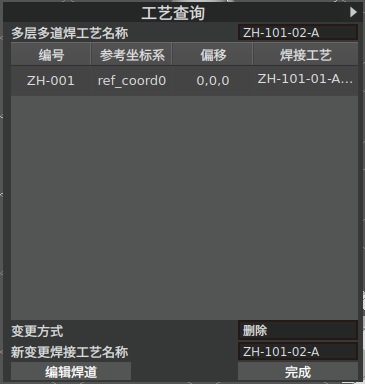 工艺查询
多层多道焊工艺名称 ZH-101-02-A
编号 参考坐标系 偏移 焊接工艺
ZH-001 ref_coord0 0,0,0 ZH-101-01-A...
变更方式 删除
新变更焊接工艺名称 ZH-101-02-A
编辑焊道 完成